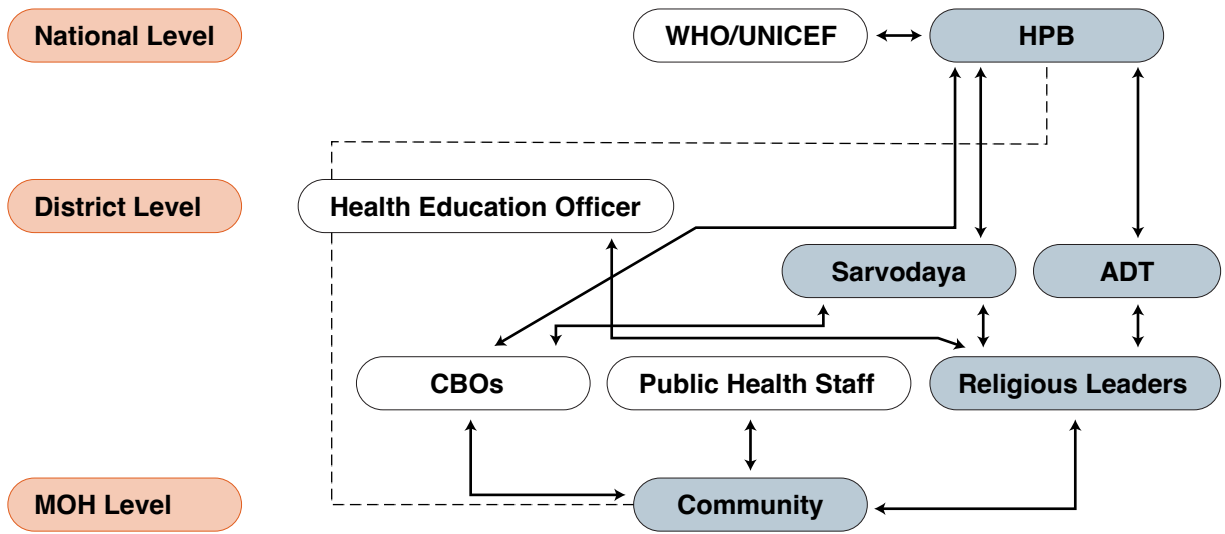 National Level
WHO/UNICEF
HPB
District Level
Health Education Officer
Sarvodaya
ADT
CBOs
Public Health Staff
Religious Leaders
MOH Level
Community